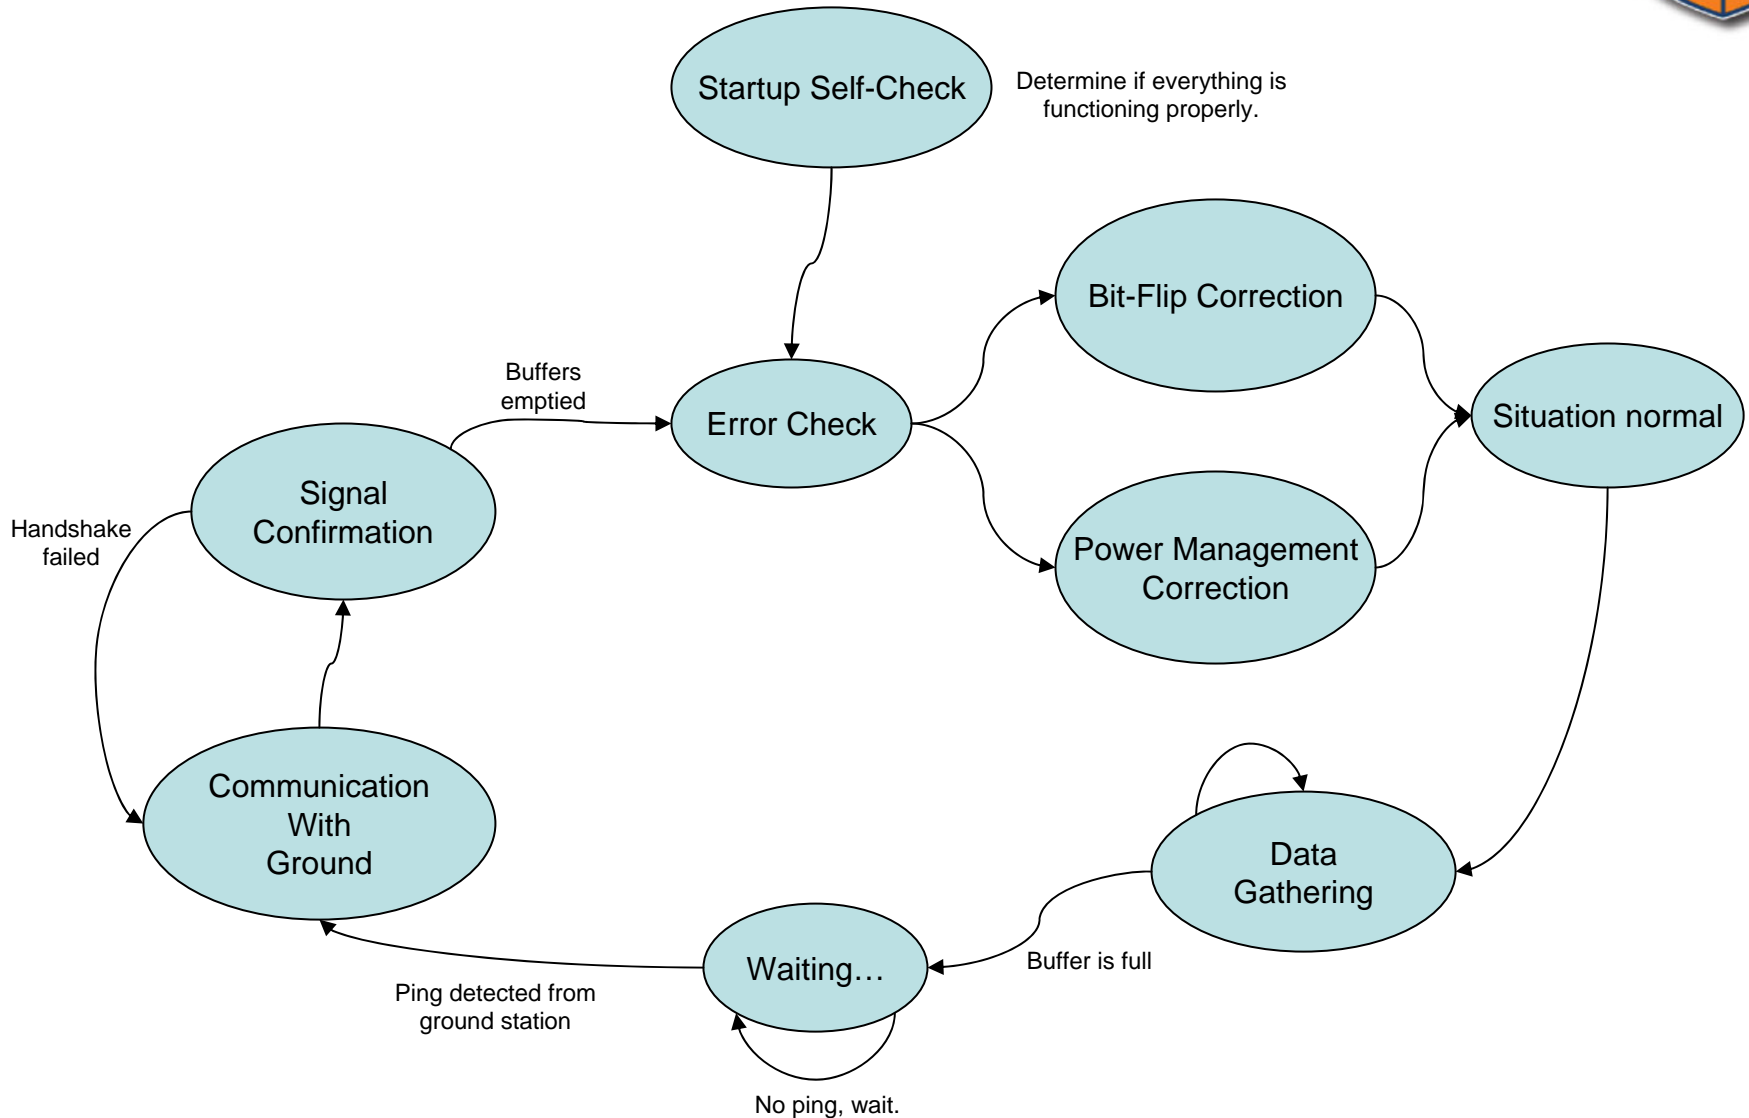 Startup Self-Check
Determine if everything is
functioning properly.
Bit-Flip Correction
Buffers
emptied
Error Check
Situation normal
Signal
Confirmation
Handshake
failed
Power Management
Correction
Communication
With
Ground
Data
Gathering
Waiting…
Buffer is full
Ping detected from
ground station
No ping, wait.